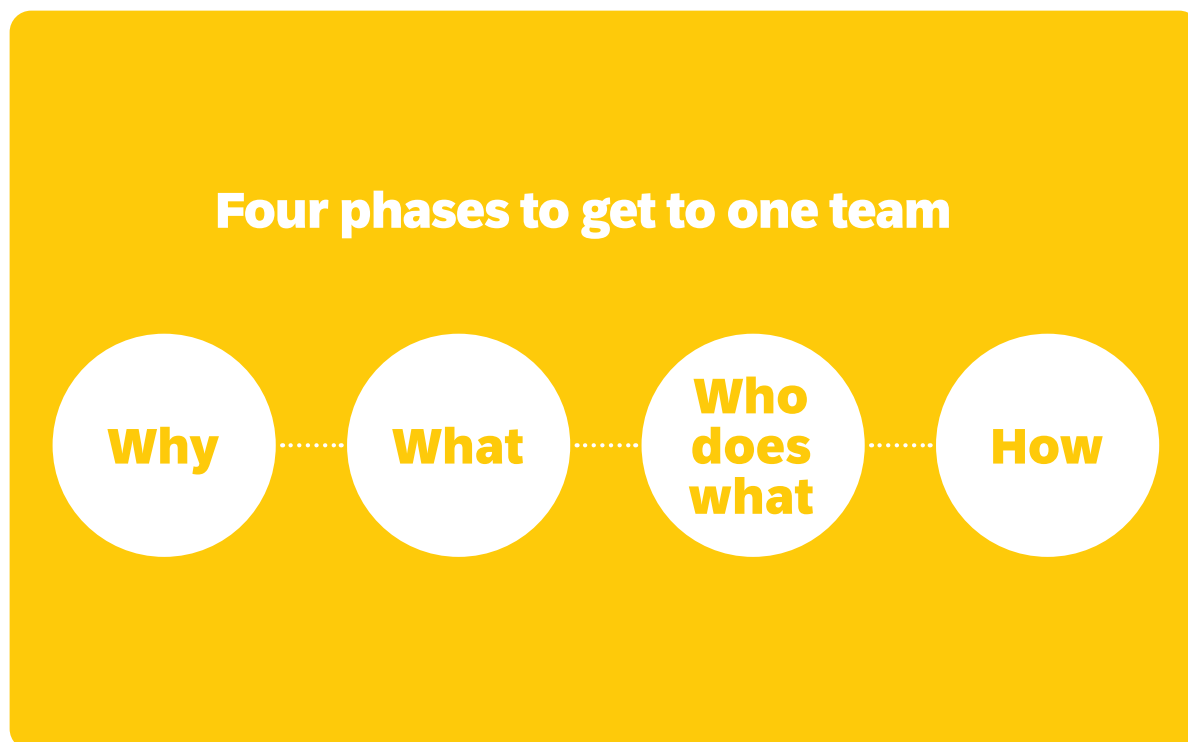 Four phases to get to one team
Why
What
Who
does
what
How